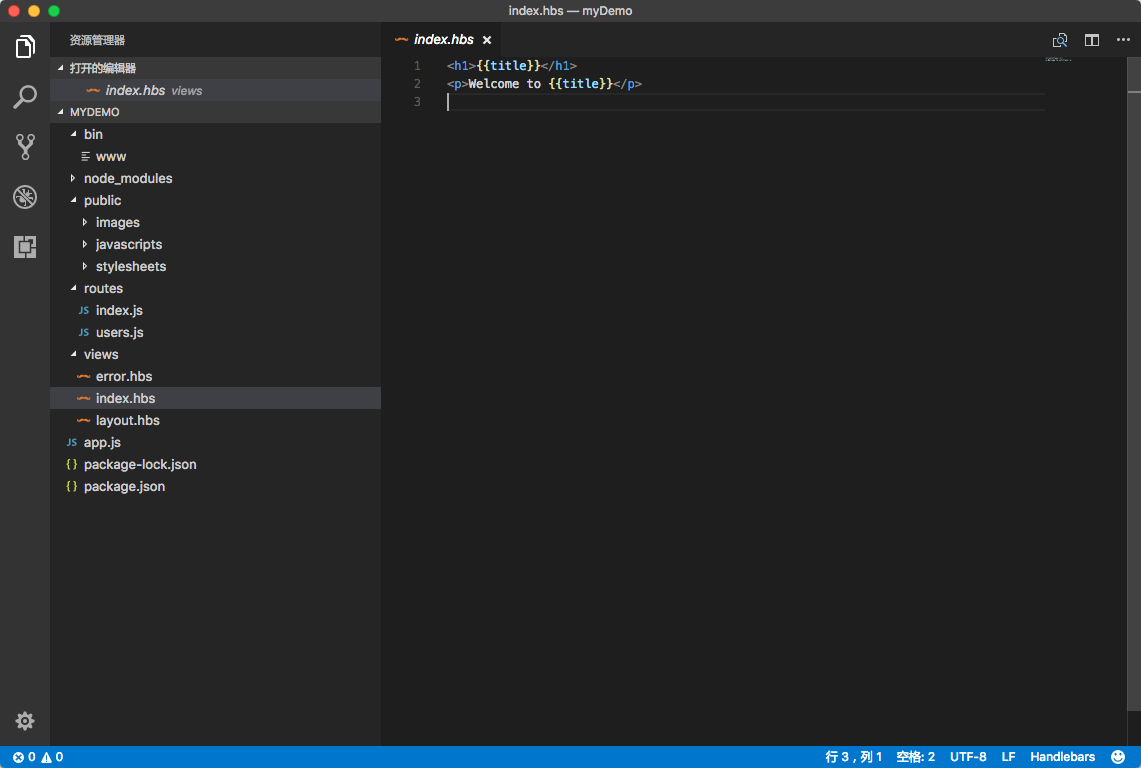 index.hbs — myDemo
资源管理器
打开的编辑器
index.hbs views
MYDEMO
bin
www
node_modules
public
images
javascripts
stylesheets
routes
JS index.js
JS users.js
views
error.hbs
index.hbs
layout.hbs
JS app.js
{} package-lock.json
{} package.json
index.hbs
1 <h1>{{title}}</h1>
2 <p>Welcome to {{title}}</p>
3
0 0 行 3，列 1 空格: 2 UTF-8 LF Handlebars